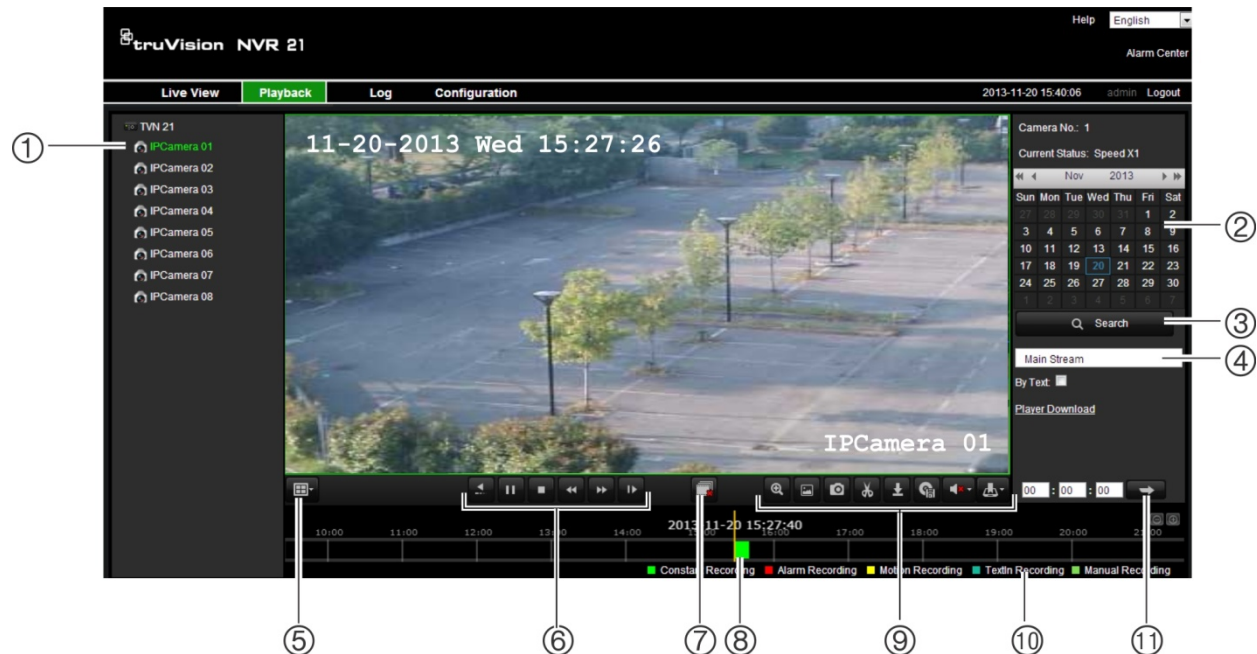 Help English
truVision NVR 21
Alarm Center
Live View Playback Log Configuration 2013-11-20 15:40:06 admin Logout
TVN 21
① IPCamera 01
IPCamera 02
IPCamera 03
IPCamera 04
IPCamera 05
IPCamera 06
IPCamera 07
IPCamera 08
11-20-2013 Wed 15:27:26
IPCamera 01
Camera No.: 1
Current Status: Speed X1
Nov 2013
Sun Mon Tue Wed Thu Fri Sat
27 28 29 30 31 1 2
3 4 5 6 7 8 9 ②
10 11 12 13 14 15 16
17 18 19 20 21 22 23
24 25 26 27 28 29 30
1 2 3 4 5 6 7
Search ③
Main Stream ④
By Text:
Player Download
00 : 00 : 00
2013-11-20 15:27:40
10:00 11:00 12:00 13:00 14:00 15:00 16:00 17:00 18:00 19:00 20:00 21:00
Constant Recording Alarm Recording Motion Recording TextIn Recording Manual Recording
⑤ ⑥ ⑦ ⑧ ⑨ ⑩ ⑪